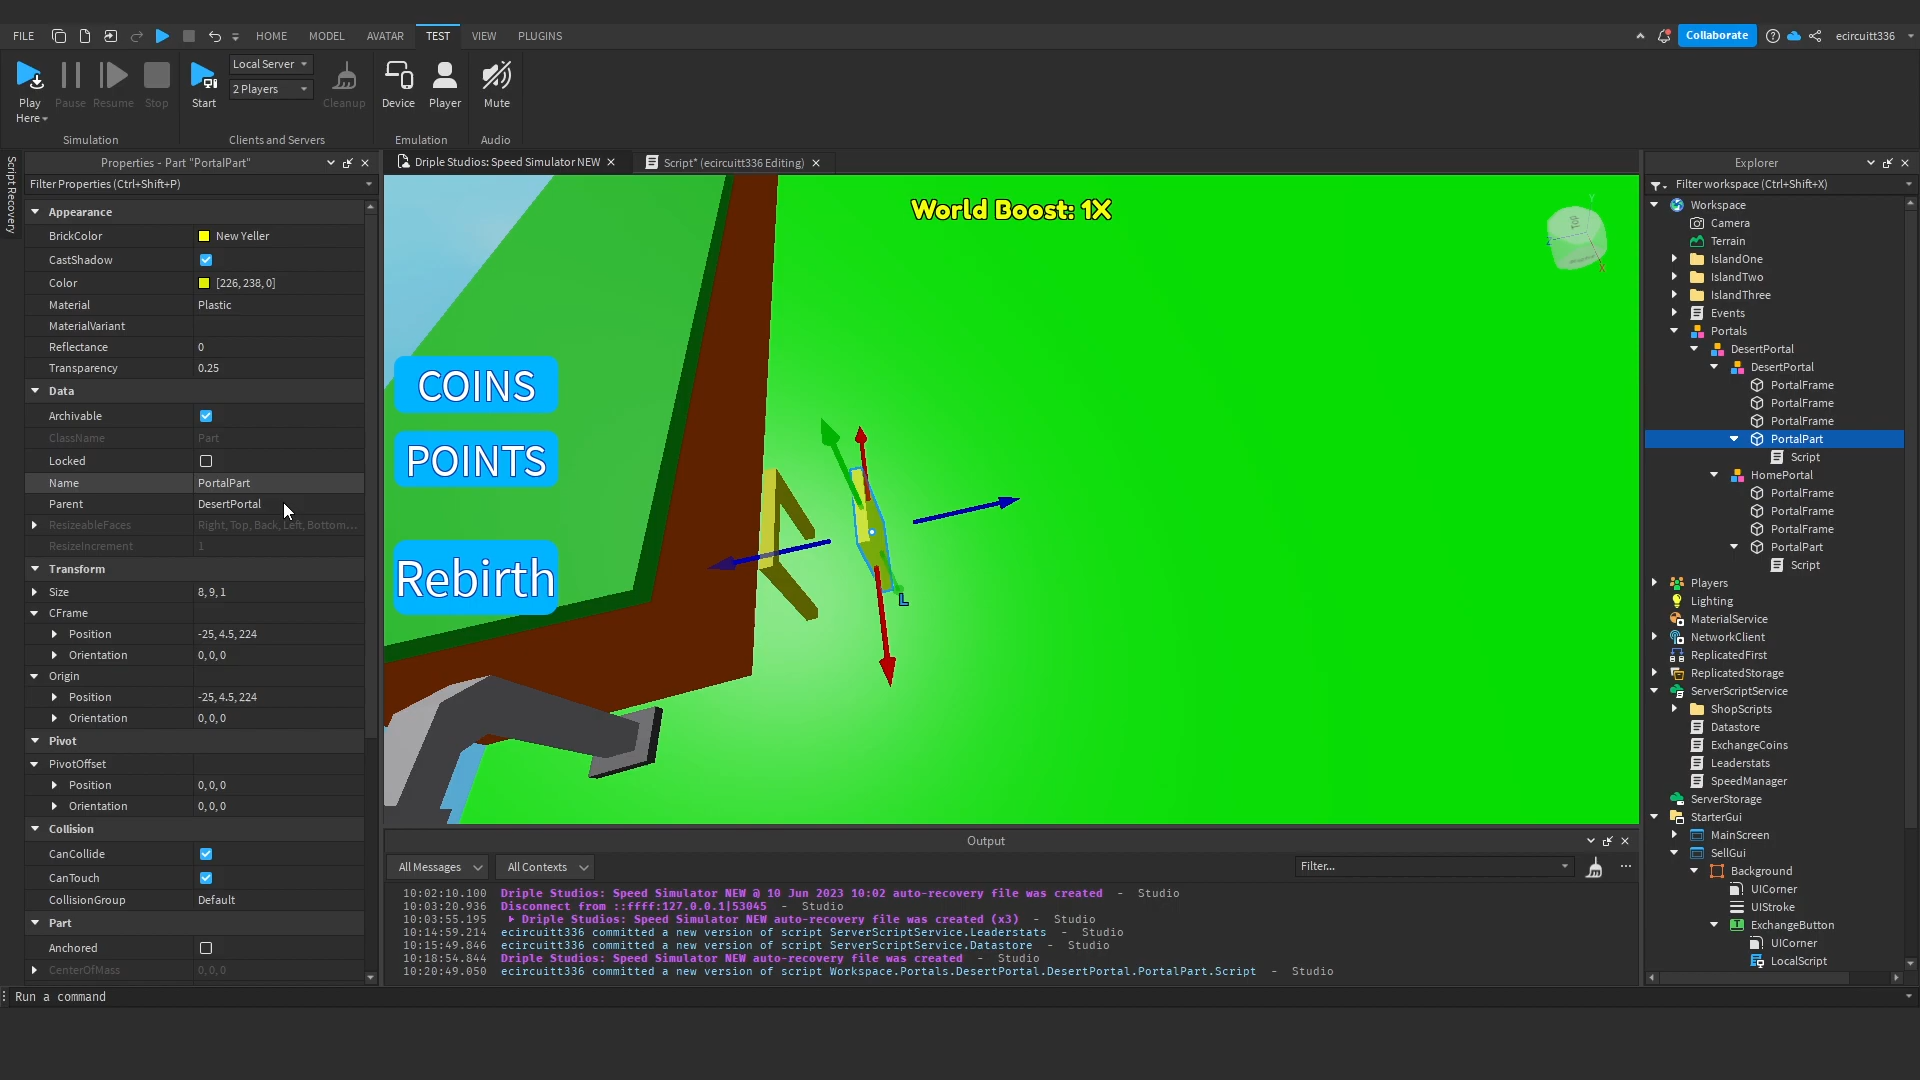 FILE HOME MODEL AVATAR TEST VIEW PLUGINS Collaborate ecircuitt336
Play Here Pause Resume Stop
Simulation
Start Local Server 2 Players Cleanup
Clients and Servers
Device Player
Emulation
Mute
Audio
Script Recovery
Properties - Part "PortalPart"
Filter Properties (Ctrl+Shift+P)
Appearance
BrickColor New Yeller
CastShadow
Color [226, 238, 0]
Material Plastic
MaterialVariant
Reflectance 0
Transparency 0.25
Data
Archivable
ClassName Part
Locked
Name PortalPart
Parent DesertPortal
ResizeableFaces Right, Top, Back, Left, Bottom...
ResizeIncrement 1
Transform
Size 8, 9, 1
CFrame
Position -25, 4.5, 224
Orientation 0, 0, 0
Origin
Position -25, 4.5, 224
Orientation 0, 0, 0
Pivot
PivotOffset
Position 0, 0, 0
Orientation 0, 0, 0
Collision
CanCollide
CanTouch
CollisionGroup Default
Part
Anchored
CenterOfMass 0, 0, 0
Driple Studios: Speed Simulator NEW
Script* (ecircuitt336 Editing)
World Boost: 1X
COINS
POINTS
Rebirth
L
Top
Y
Z
X
Output
All Messages All Contexts Filter...
10:02:10.100 Driple Studios: Speed Simulator NEW @ 10 Jun 2023 10:02 auto-recovery file was created - Studio
10:03:20.936 Disconnect from ::ffff:127.0.0.1|53045 - Studio
10:03:55.195 Driple Studios: Speed Simulator NEW auto-recovery file was created (x3) - Studio
10:14:59.214 ecircuitt336 committed a new version of script ServerScriptService.Leaderstats - Studio
10:15:49.846 ecircuitt336 committed a new version of script ServerScriptService.Datastore - Studio
10:18:54.844 Driple Studios: Speed Simulator NEW auto-recovery file was created - Studio
10:20:49.050 ecircuitt336 committed a new version of script Workspace.Portals.DesertPortal.DesertPortal.PortalPart.Script - Studio
Explorer
Filter workspace (Ctrl+Shift+X)
Workspace
Camera
Terrain
IslandOne
IslandTwo
IslandThree
Events
Portals
DesertPortal
DesertPortal
PortalFrame
PortalFrame
PortalFrame
PortalPart
Script
HomePortal
PortalFrame
PortalFrame
PortalFrame
PortalPart
Script
Players
Lighting
MaterialService
NetworkClient
ReplicatedFirst
ReplicatedStorage
ServerScriptService
ShopScripts
Datastore
ExchangeCoins
Leaderstats
SpeedManager
ServerStorage
StarterGui
MainScreen
SellGui
Background
UICorner
UIStroke
ExchangeButton
UICorner
LocalScript
Run a command